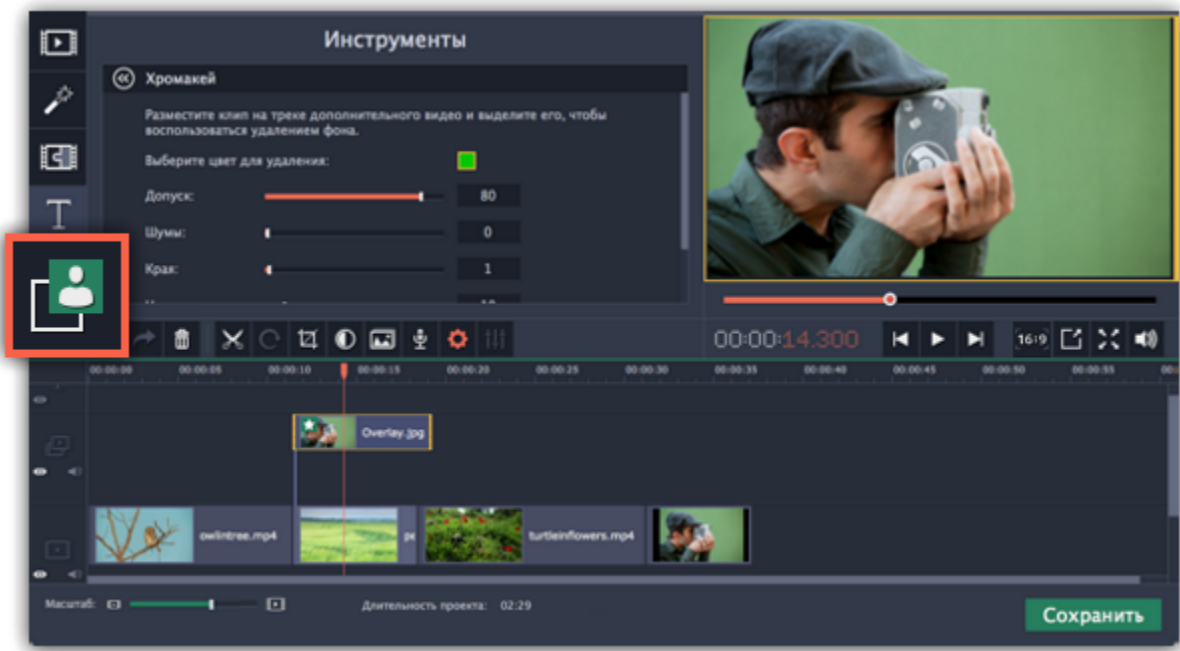 Инструменты
Хромакей
Разместите клип на треке дополнительного видео и выделите его, чтобы
воспользоваться удалением фона.
Выберите цвет для удаления:
Допуск: 80
Шумы: 0
Края: 1
T
00:00:14.300
16:9
00:00:00 00:00:05 00:00:10 00:00:15 00:00:20 00:00:25 00:00:30 00:00:35 00:00:40 00:00:45 00:00:50 00:00:55
Overlay.jpg
owlintree.mp4
turtleinflowers.mp4
Масштаб:
Длительность проекта: 02:29
Сохранить